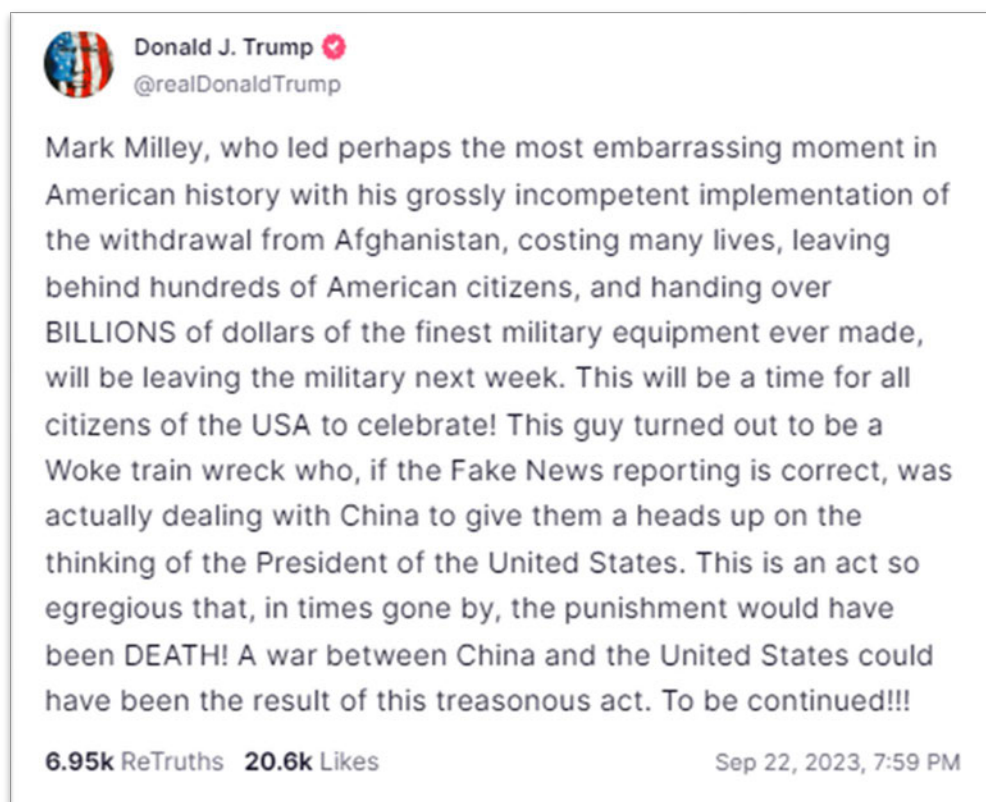 Donald J. Trump
@realDonaldTrump
Mark Milley, who led perhaps the most embarrassing moment in
American history with his grossly incompetent implementation of
the withdrawal from Afghanistan, costing many lives, leaving
behind hundreds of American citizens, and handing over
BILLIONS of dollars of the finest military equipment ever made,
will be leaving the military next week. This will be a time for all
citizens of the USA to celebrate! This guy turned out to be a
Woke train wreck who, if the Fake News reporting is correct, was
actually dealing with China to give them a heads up on the
thinking of the President of the United States. This is an act so
egregious that, in times gone by, the punishment would have
been DEATH! A war between China and the United States could
have been the result of this treasonous act. To be continued!!!
6.95k ReTruths 20.6k Likes Sep 22, 2023, 7:59 PM